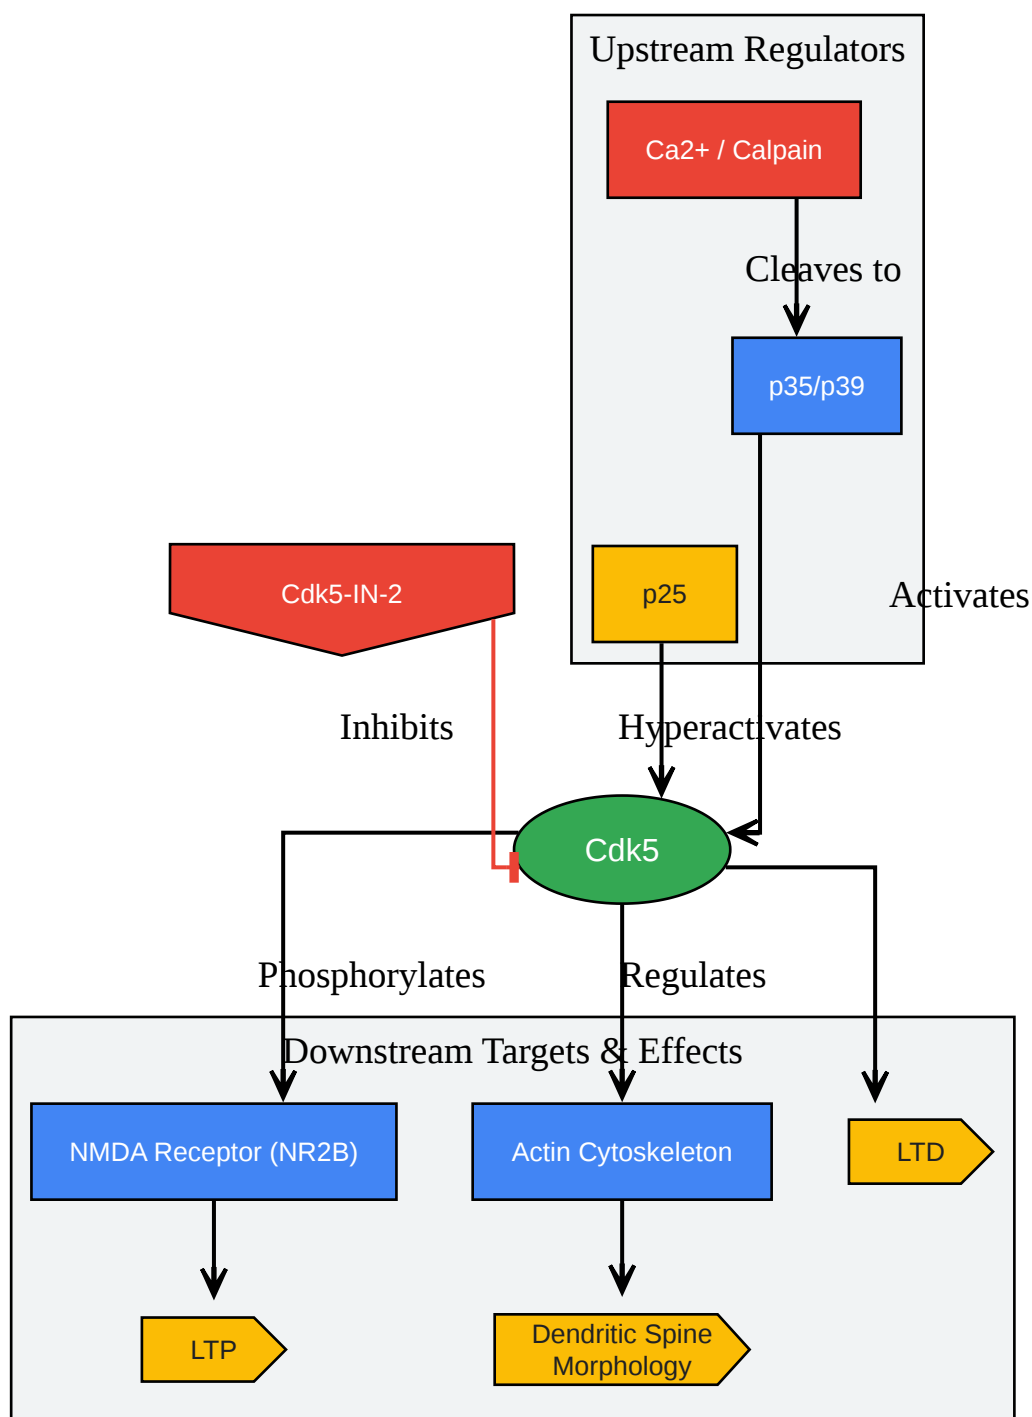 Upstream Regulators
Ca2+ / Calpain
Cleaves to
p35/p39
Cdk5-IN-2
p25
Activates
Inhibits
Hyperactivates
Cdk5
Phosphorylates
Regulates
Downstream Targets & Effects
NMDA Receptor (NR2B)
Actin Cytoskeleton
LTD
LTP
Dendritic Spine
Morphology